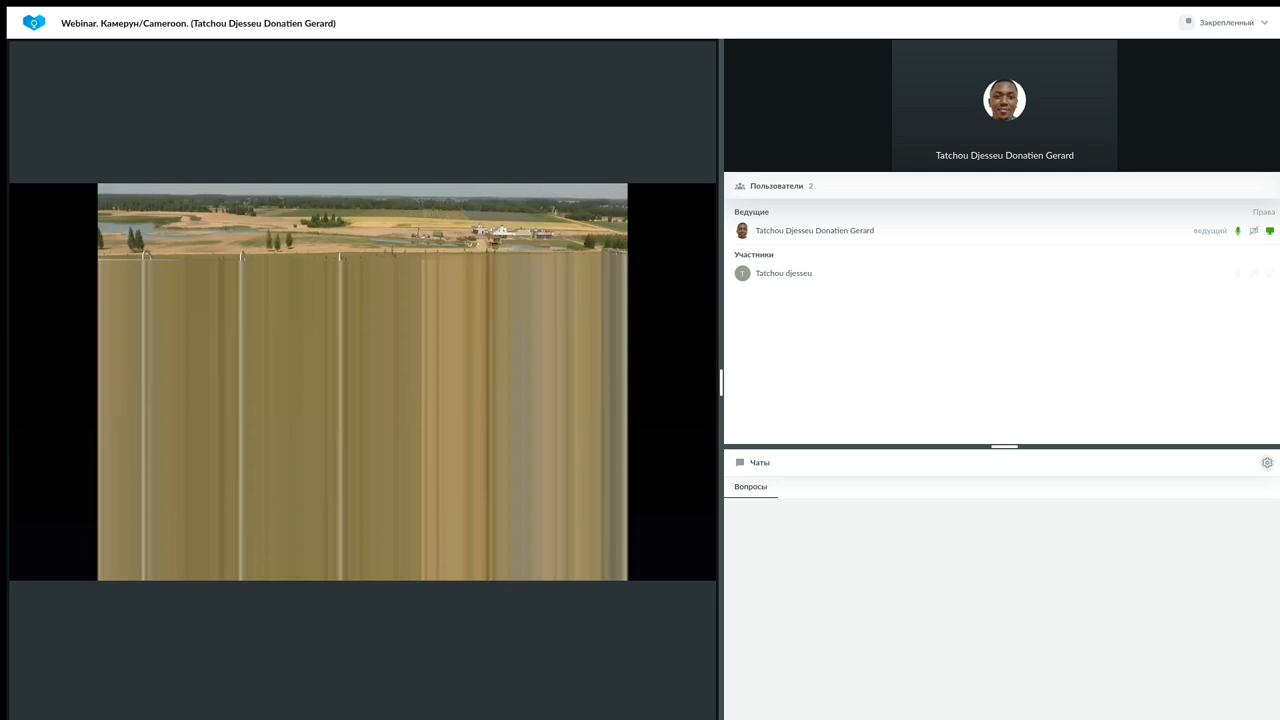 Webinar. Камерун/Cameroon. (Tatchou Djesseu Donatien Gerard)
Закрепленный
Tatchou Djesseu Donatien Gerard
Пользователи 2
Ведущие Права
Tatchou Djesseu Donatien Gerard ведущий
Участники
T Tatchou djesseu
Чаты
Вопросы